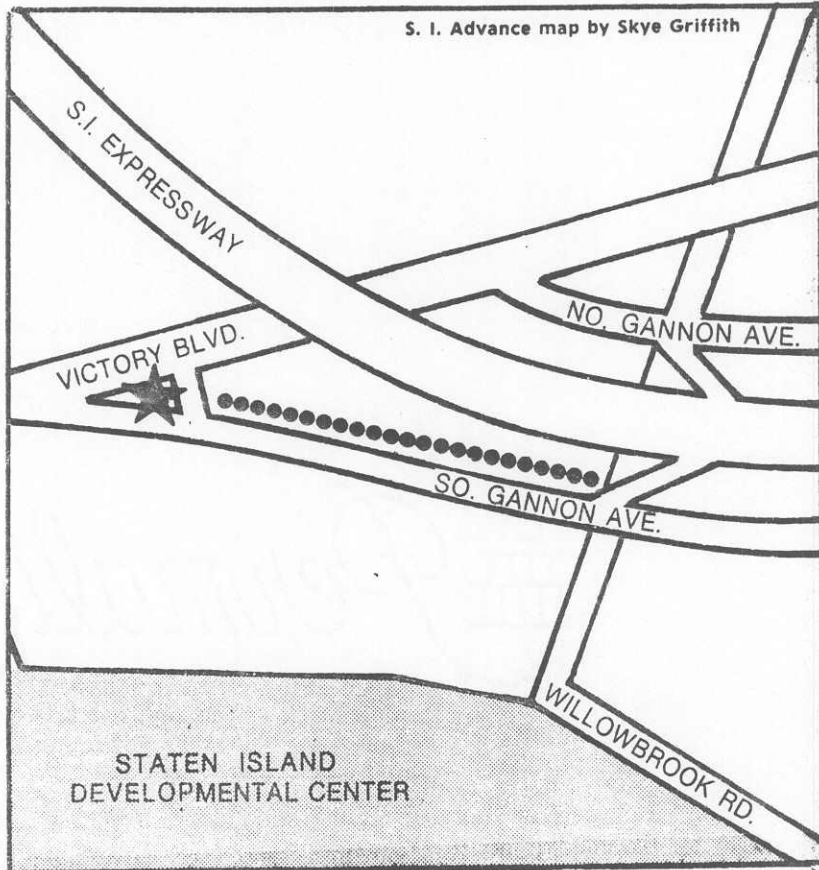 S. I. Advance map by Skye Griffith
S.I. EXPRESSWAY
NO. GANNON AVE.
VICTORY BLVD.
SO. GANNON AVE.
WILLOWBROOK RD.
STATEN ISLAND
DEVELOPMENTAL CENTER